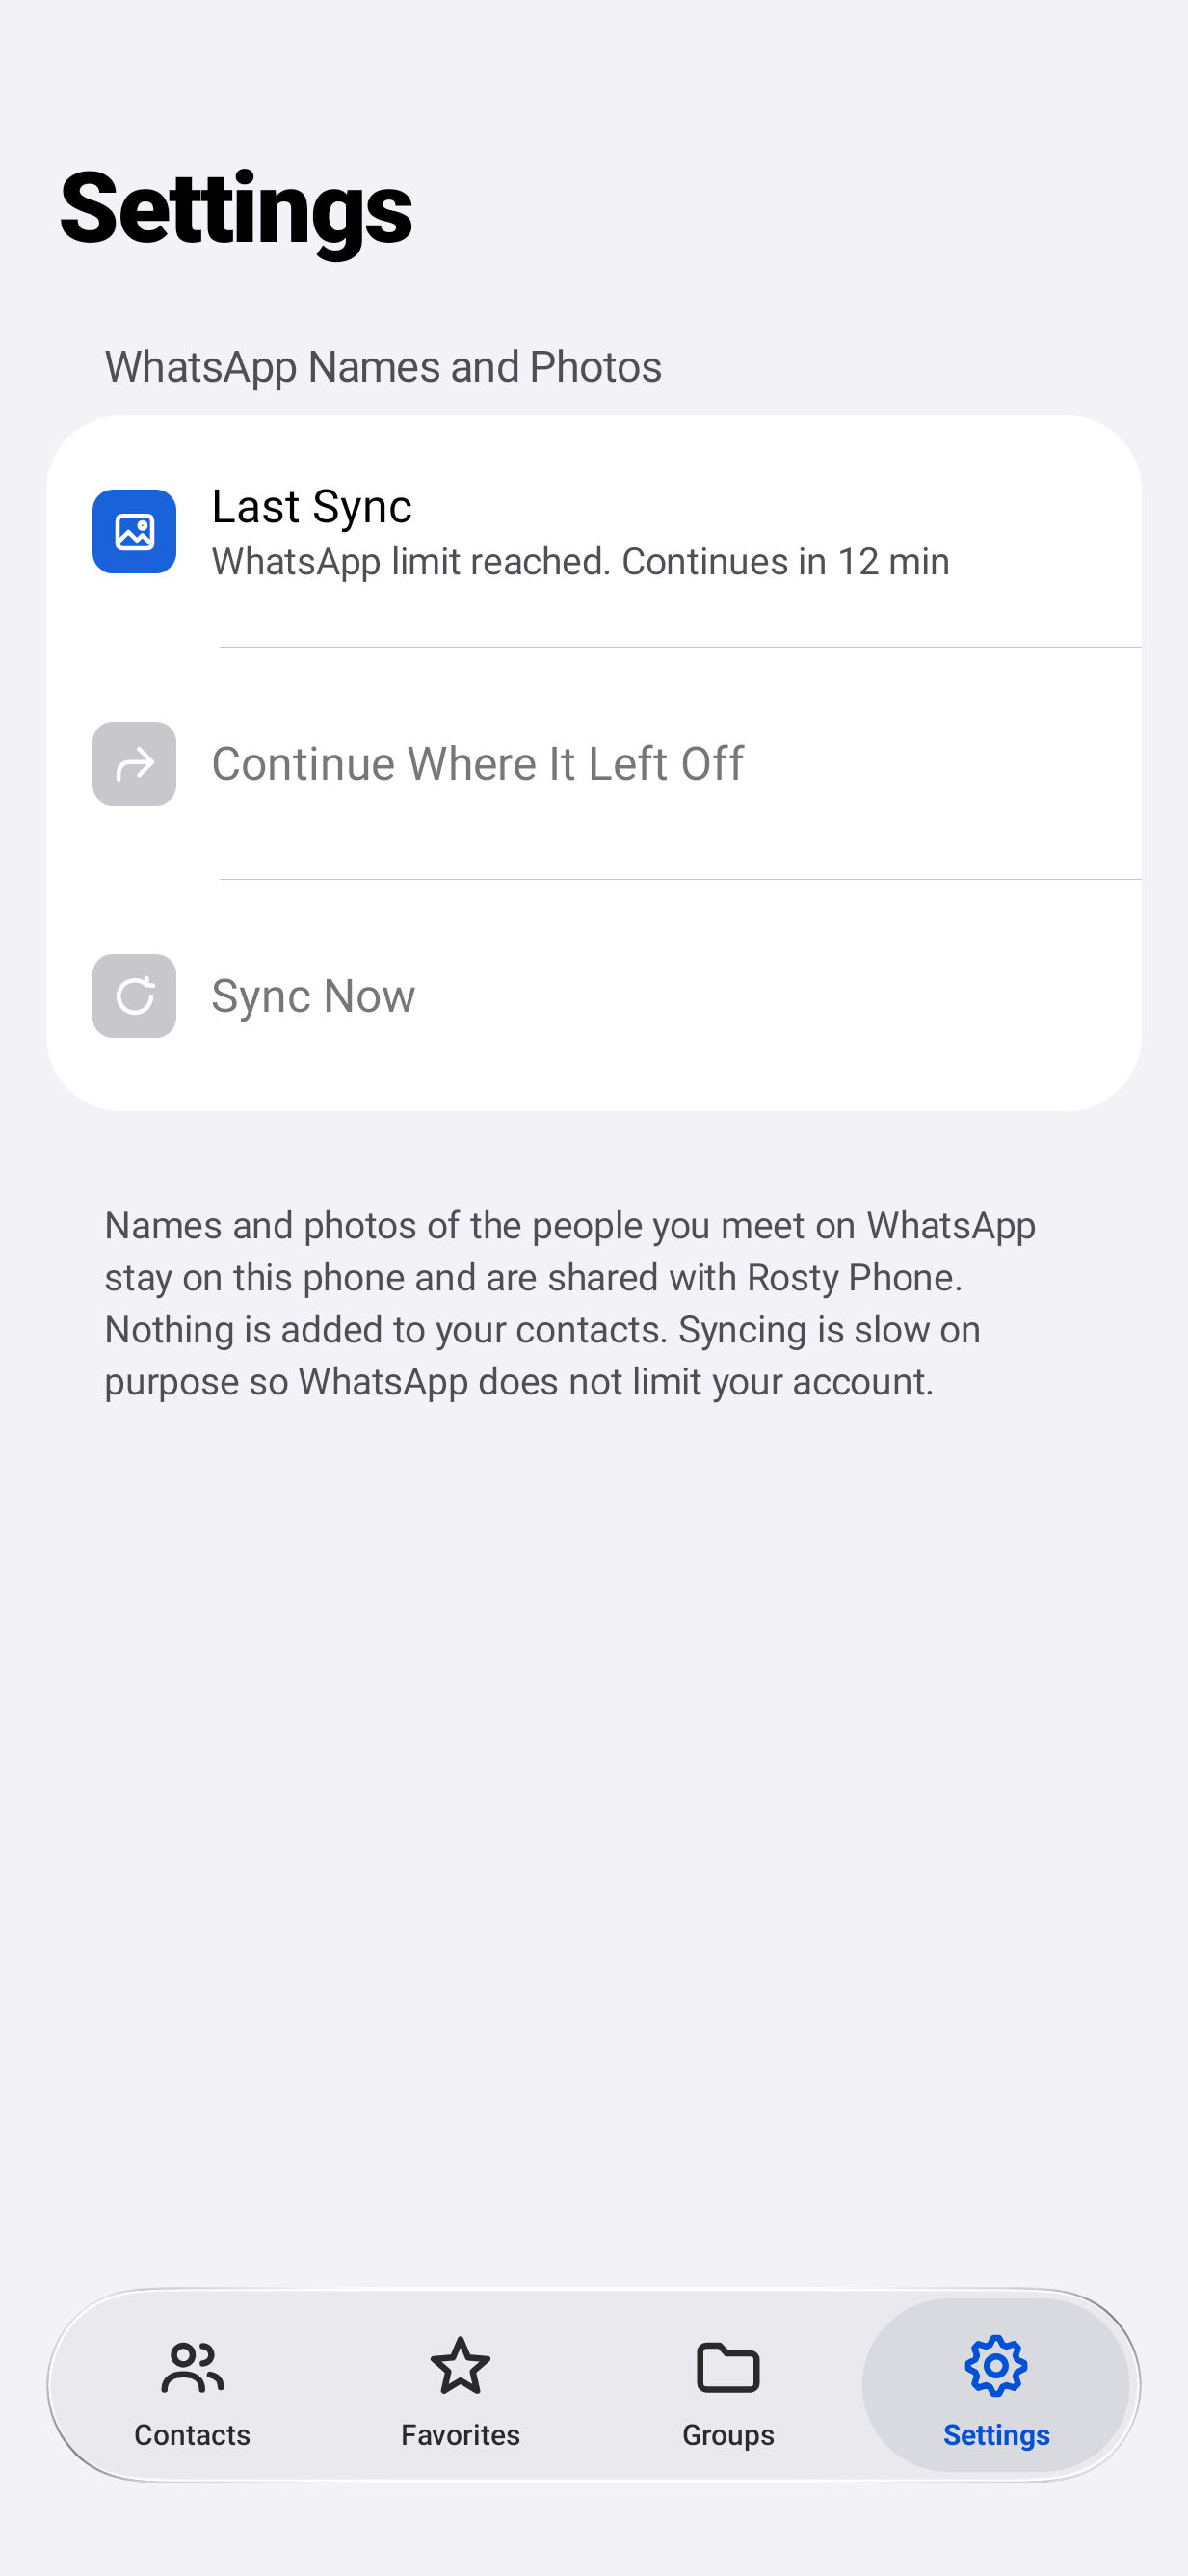 Settings
WhatsApp Names and Photos
Last Sync
WhatsApp limit reached. Continues in 12 min
Continue Where It Left Off
Sync Now
Names and photos of the people you meet on WhatsApp
stay on this phone and are shared with Rosty Phone.
Nothing is added to your contacts. Syncing is slow on
purpose so WhatsApp does not limit your account.
Contacts
Favorites
Groups
Settings